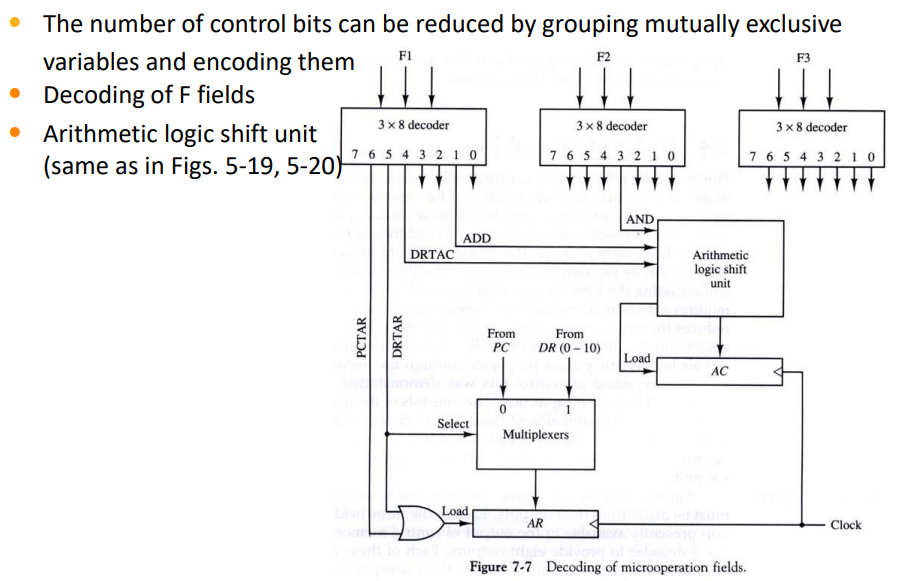 The number of control bits can be reduced by grouping mutually exclusive
variables and encoding them
Decoding of F fields
Arithmetic logic shift unit
(same as in Figs. 5-19, 5-20)
F1
F2
F3
3 × 8 decoder
3 × 8 decoder
3 × 8 decoder
7 6 5 4 3 2 1 0
7 6 5 4 3 2 1 0
7 6 5 4 3 2 1 0
AND
ADD
DRTAC
Arithmetic
logic shift
unit
PCTAR
DRTAR
From
PC
From
DR (0 – 10)
Load
AC
0
1
Select
Multiplexers
Load
AR
Clock
Figure 7-7 Decoding of microoperation fields.